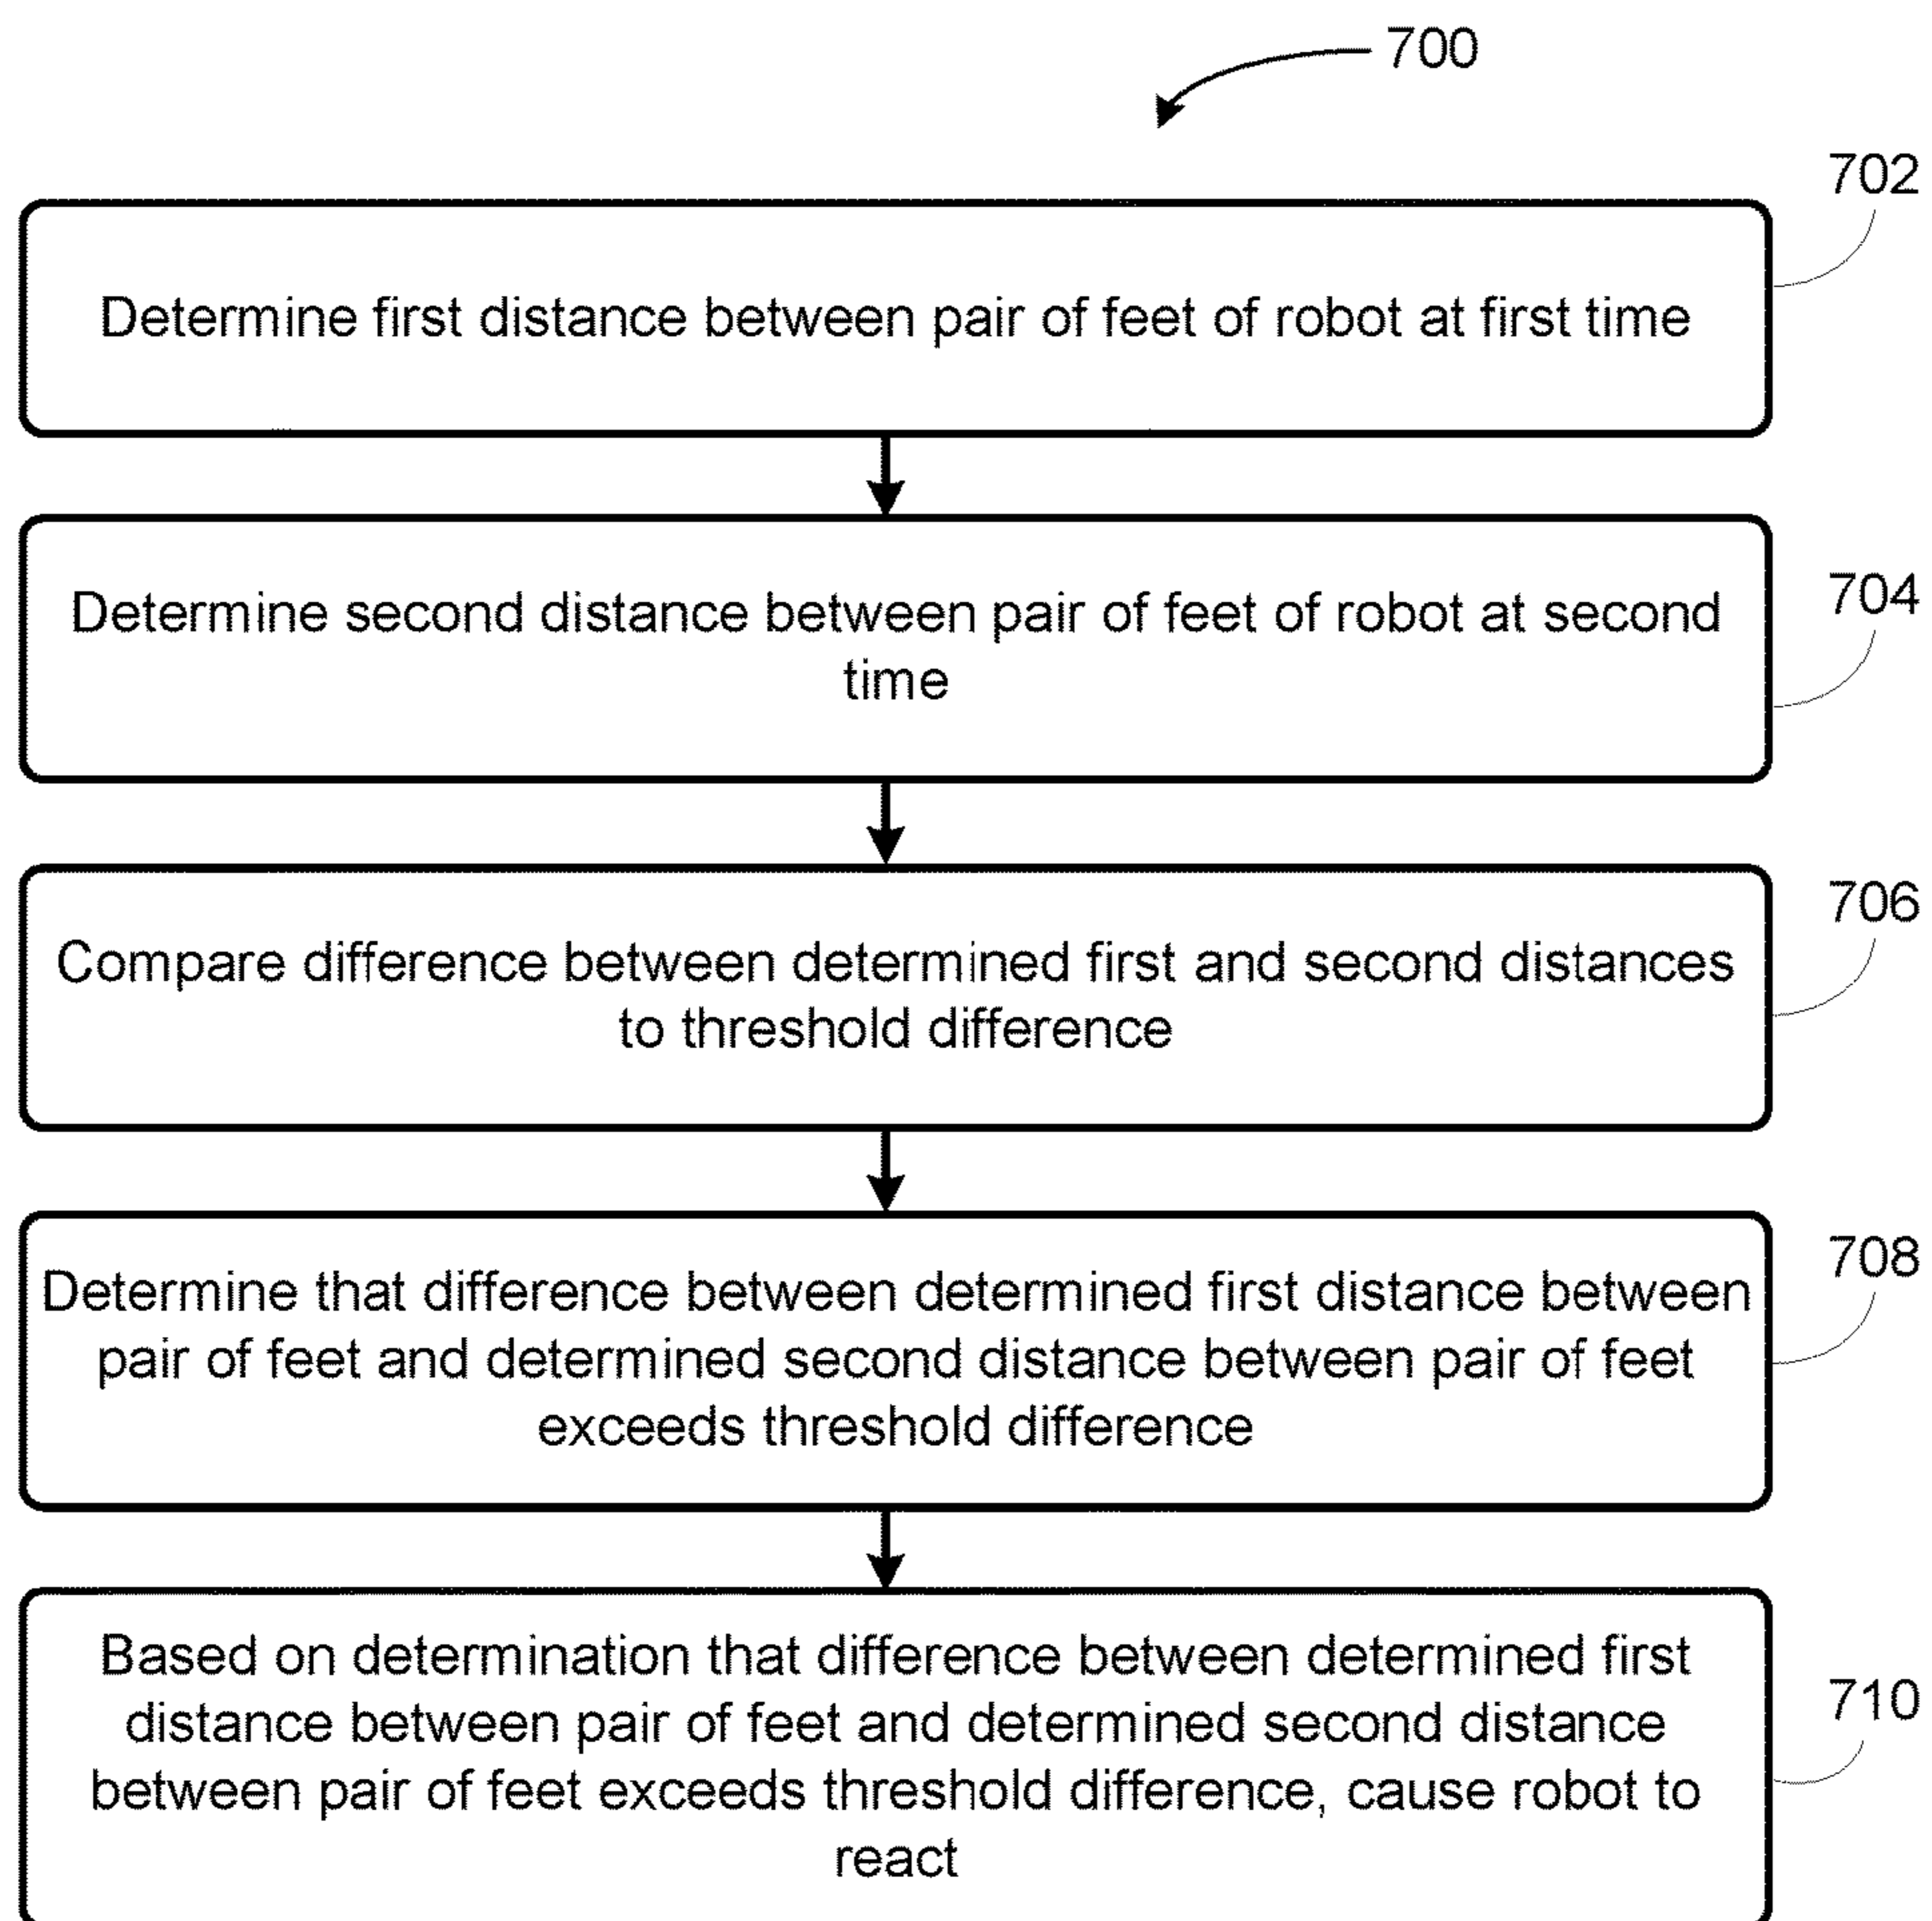 700
702
Determine first distance between pair of feet of robot at first time
704
Determine second distance between pair of feet of robot at second
time
706
Compare difference between determined first and second distances
to threshold difference
708
Determine that difference between determined first distance between
pair of feet and determined second distance between pair of feet
exceeds threshold difference
710
Based on determination that difference between determined first
distance between pair of feet and determined second distance
between pair of feet exceeds threshold difference, cause robot to
react